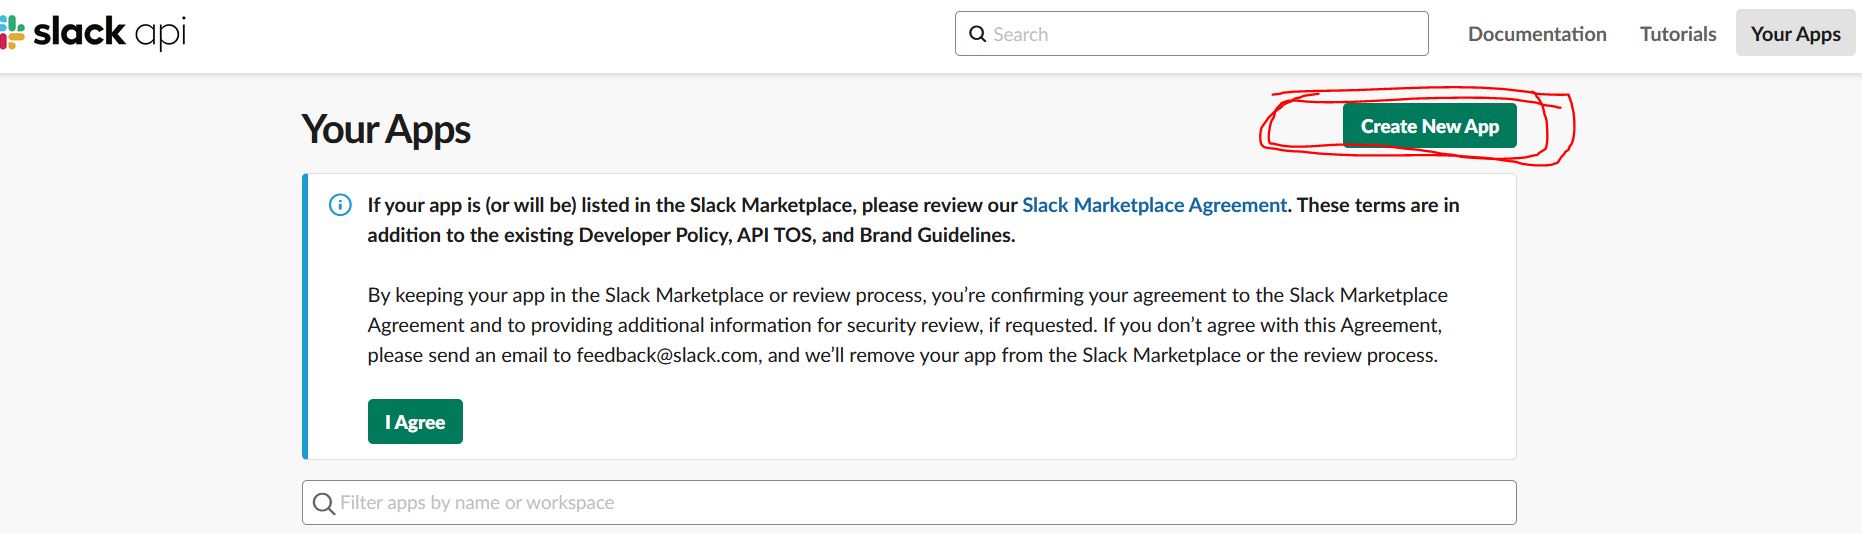 slack api
Search
Documentation
Tutorials
Your Apps
Your Apps
Create New App
If your app is (or will be) listed in the Slack Marketplace, please review our Slack Marketplace Agreement. These terms are in
addition to the existing Developer Policy, API TOS, and Brand Guidelines.
By keeping your app in the Slack Marketplace or review process, you’re confirming your agreement to the Slack Marketplace
Agreement and to providing additional information for security review, if requested. If you don’t agree with this Agreement,
please send an email to feedback@slack.com, and we’ll remove your app from the Slack Marketplace or the review process.
I Agree
Filter apps by name or workspace